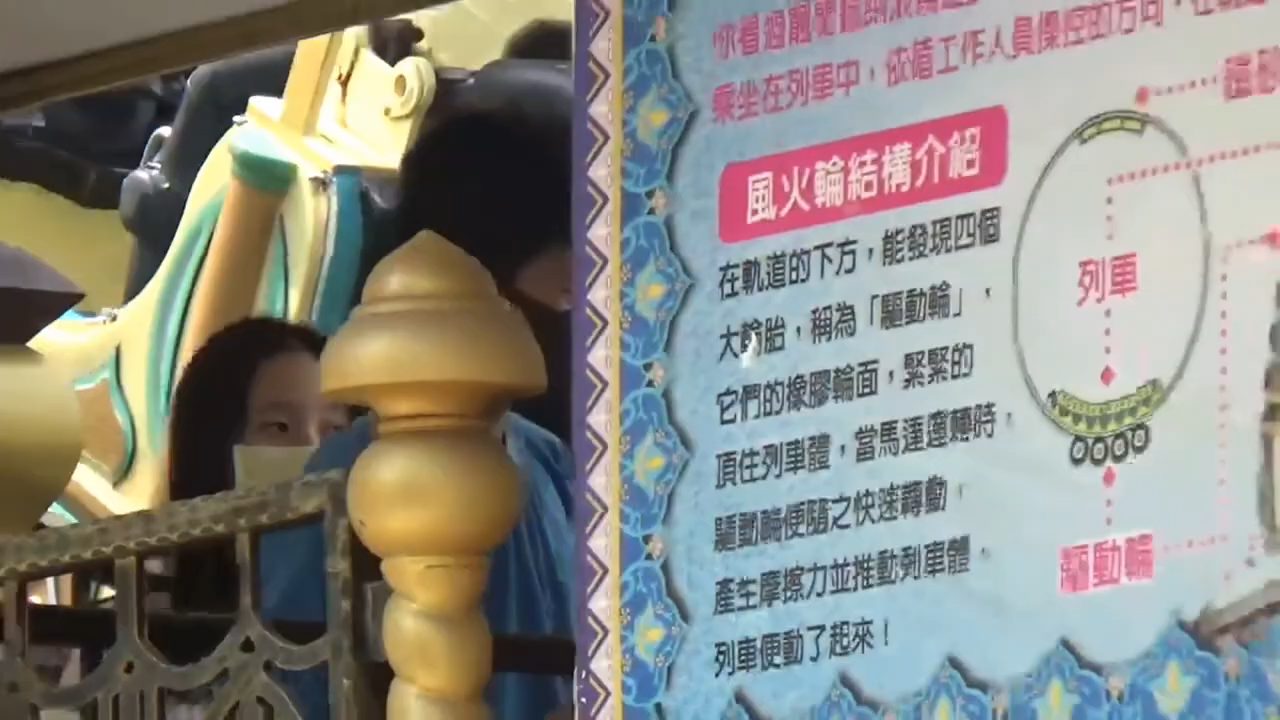 乘坐在列車中，依循工作人員操控的方向，在
風火輪結構介紹
在軌道的下方，能發現四個
大輪胎，稱為「驅動輪」，
它們的橡膠輪面，緊緊的
頂住列車體，當馬達運轉時，
驅動輪便隨之快速轉動，
產生摩擦力並推動列車體，
列車便動了起來！
列車
驅動輪